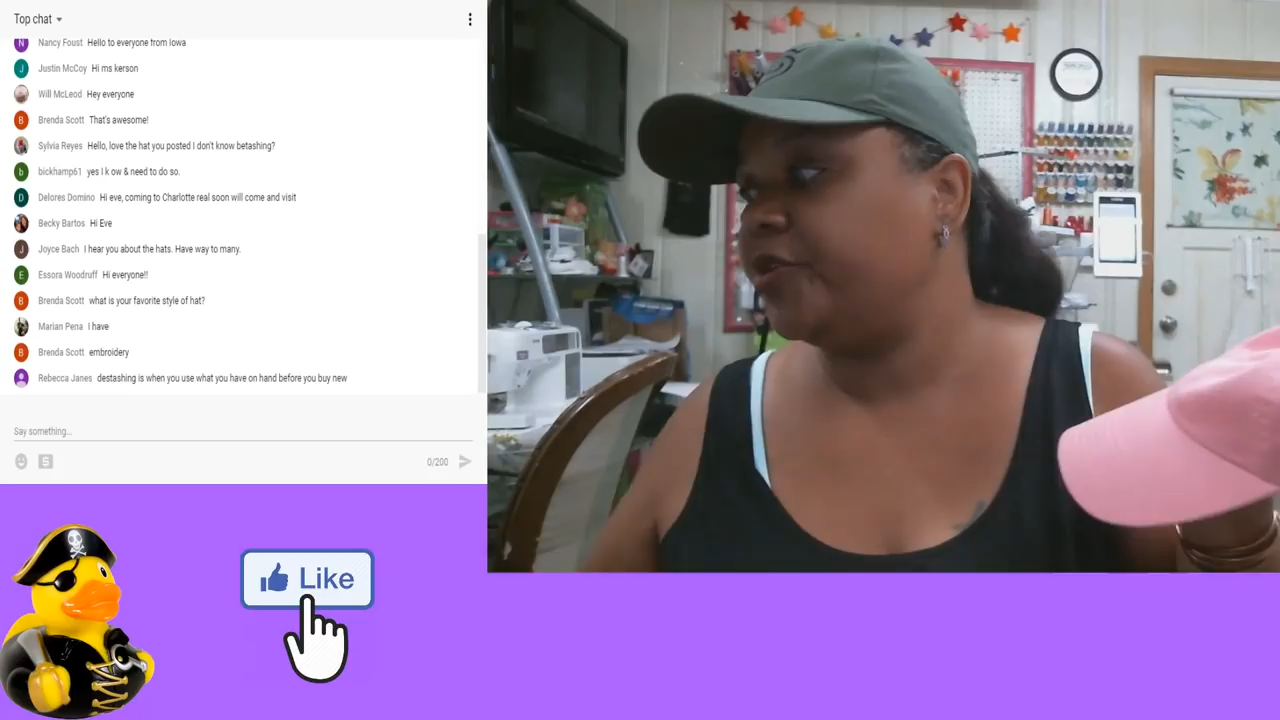 Top chat
N Nancy Foust Hello to everyone from Iowa
J Justin McCoy Hi ms kerson
Will McLeod Hey everyone
B Brenda Scott That's awesome!
Sylvia Reyes Hello, love the hat you posted I don't know betashing?
b bickhamp61 yes I k ow & need to do so.
D Delores Domino Hi eve, coming to Charlotte real soon will come and visit
Becky Bartos Hi Eve
J Joyce Bach I hear you about the hats. Have way to many.
E Essora Woodruff Hi everyone!!
B Brenda Scott what is your favorite style of hat?
Marian Pena I have
B Brenda Scott embroidery
Rebecca Janes destashing is when you use what you have on hand before you buy new
Say something...
0/200
Like